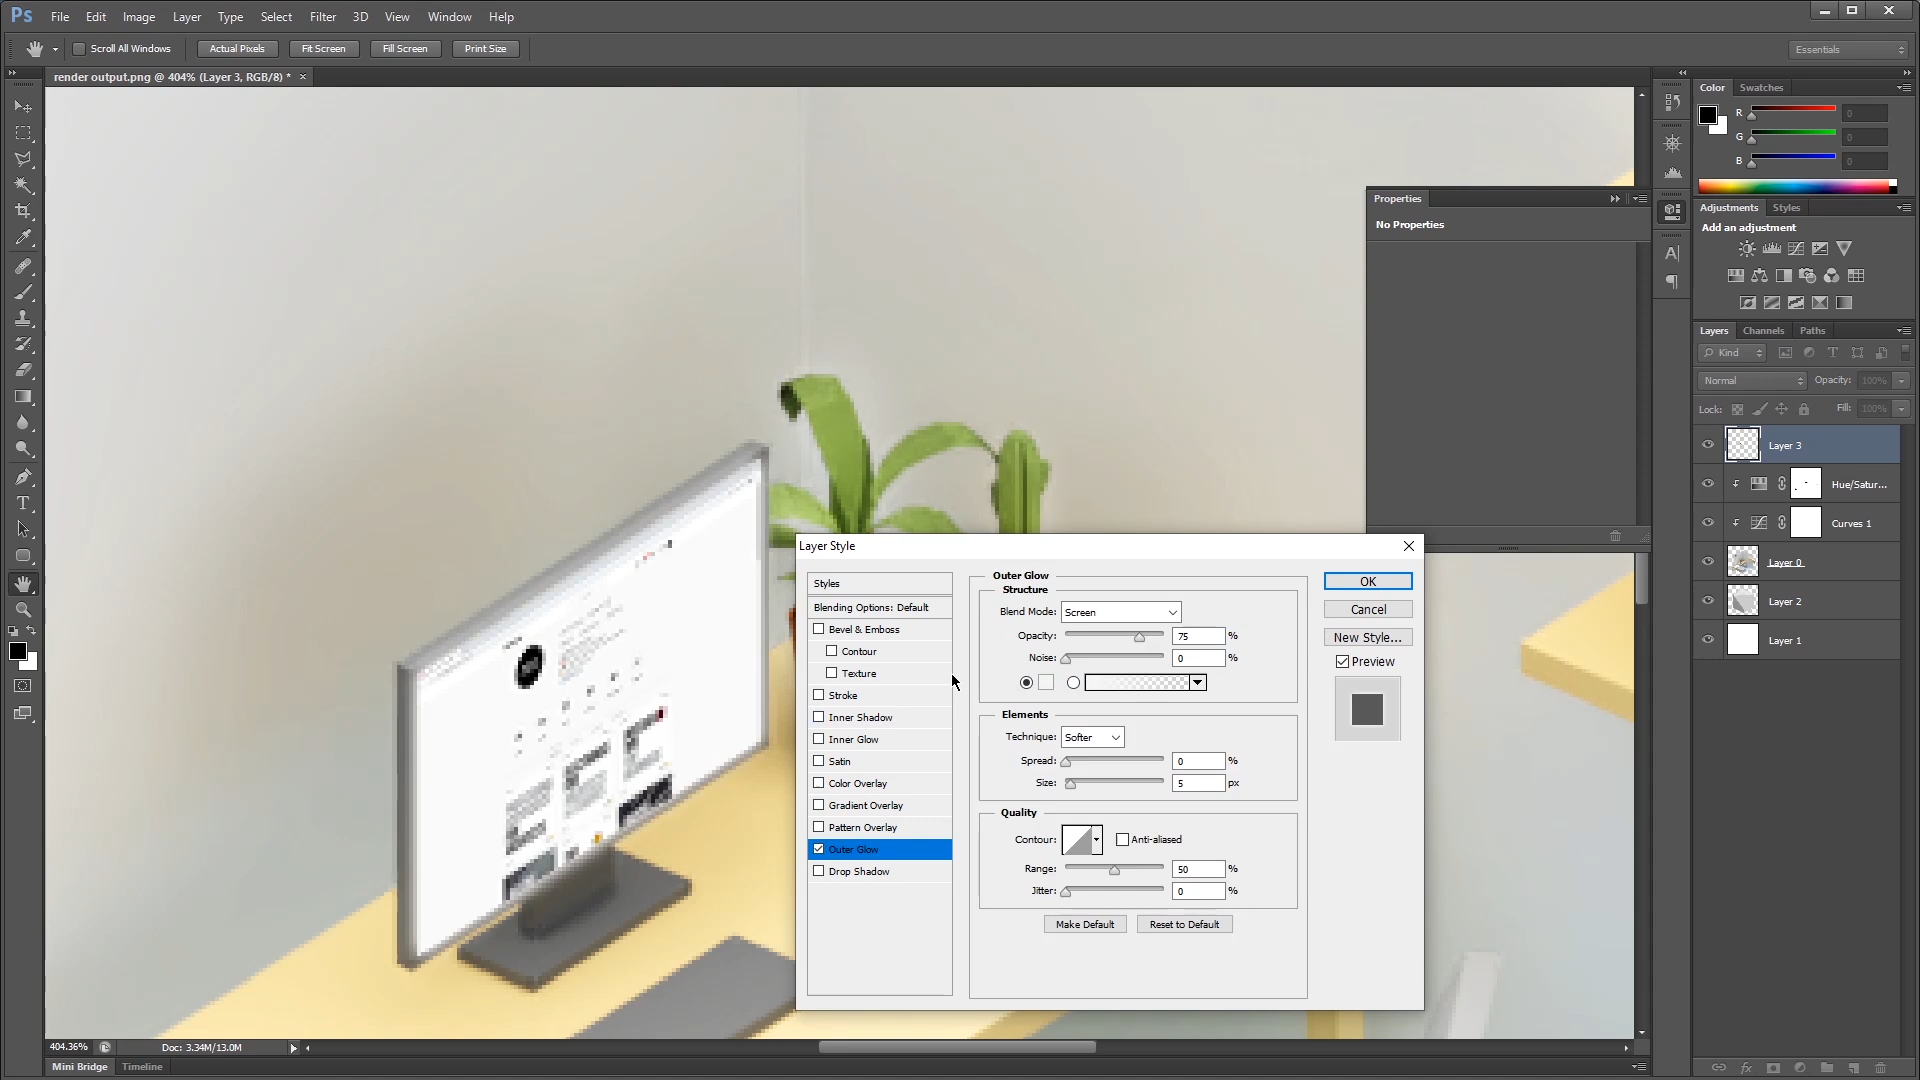 Ps File Edit Image Layer Type Select Filter 3D View Window Help
Scroll All Windows Actual Pixels Fit Screen Fill Screen Print Size Essentials
render output.png @ 404% (Layer 3, RGB/8) * ×
Color Swatches
R 0
G 0
B 0
Properties
No Properties
Adjustments Styles
Add an adjustment
Layers Channels Paths
Kind
Normal Opacity: 100%
Lock: Fill: 100%
Layer 3
Hue/Satur...
Curves 1
Layer 0
Layer 2
Layer 1
Layer Style
Styles
Blending Options: Default
Bevel & Emboss
Contour
Texture
Stroke
Inner Shadow
Inner Glow
Satin
Color Overlay
Gradient Overlay
Pattern Overlay
Outer Glow
Drop Shadow
Outer Glow
Structure
Blend Mode: Screen
Opacity: 75 %
Noise: 0 %
Elements
Technique: Softer
Spread: 0 %
Size: 5 px
Quality
Contour: Anti-aliased
Range: 50 %
Jitter: 0 %
Make Default Reset to Default
OK
Cancel
New Style...
Preview
404.36% Doc: 3.34M/13.0M
Mini Bridge Timeline